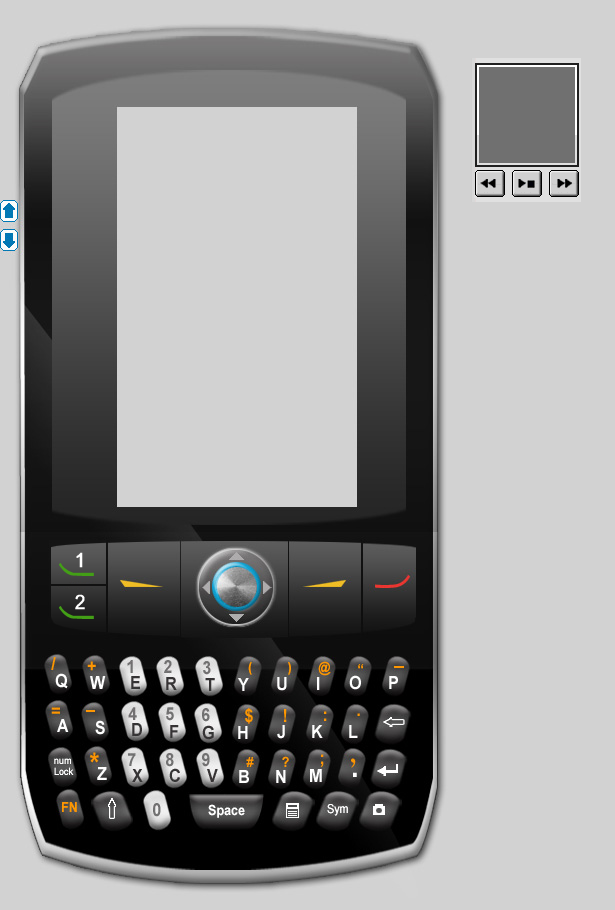 1
2
/ + 1 2 3 ( ) @ “ –
Q W E R T Y U I O P
= – 4 5 6 $ ! : ·
A S D F G H J K L
num * 7 8 9 # ? ; ,
Lock Z X C V B N M .
FN 0 Space Sym